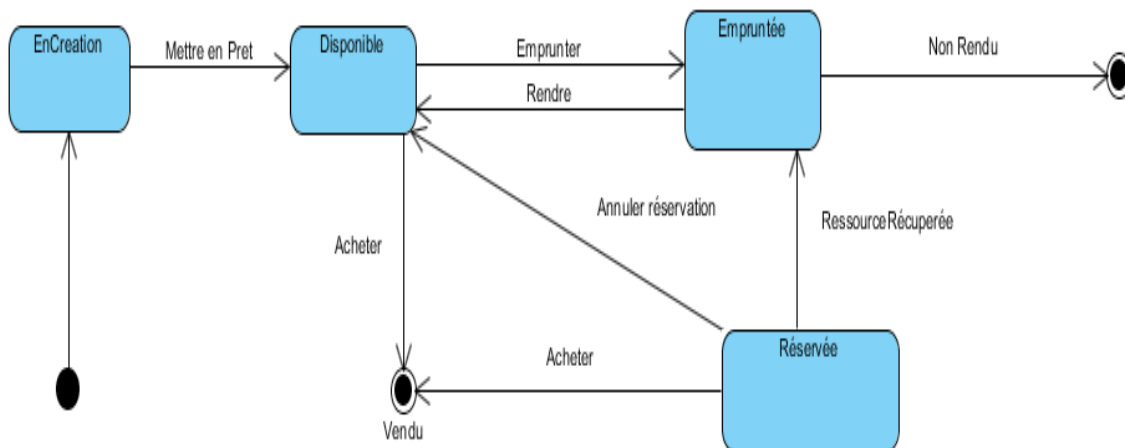 EnCreation
Mettre en Pret
Disponible
Emprunter
Rendre
Empruntée
Non Rendu
Annuler réservation
RessourceRécuperée
Acheter
Acheter
Réservée
Vendu